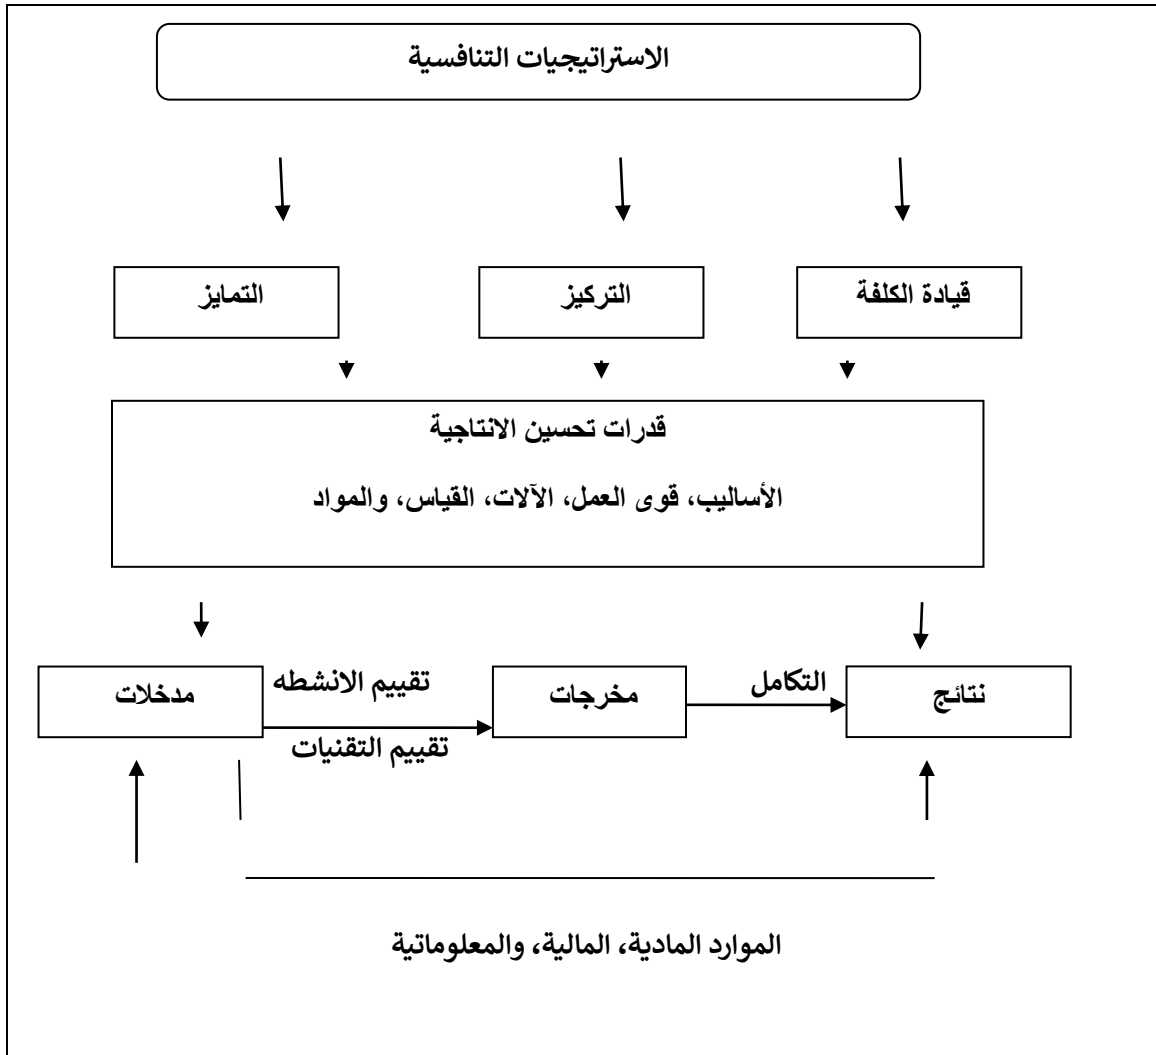 الاستراتيجيات التنافسية
قيادة الكلفة
التركيز
التمايز
قدرات تحسين الانتاجية
الأساليب، قوى العمل، الآلات، القياس، والمواد
مدخلات
تقييم الانشطه
تقييم التقنيات
مخرجات
التكامل
نتائج
الموارد المادية، المالية، والمعلوماتية